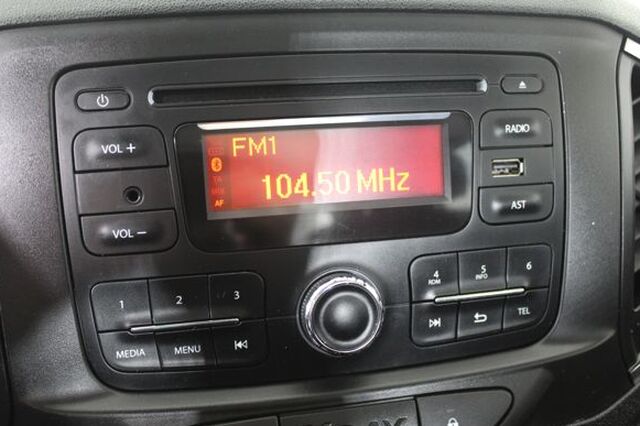 FM1
104.50 MHz
AF
VOL +
VOL −
RADIO
AST
1 2 3
MEDIA MENU
4 RDM 5 INFO 6
TEL